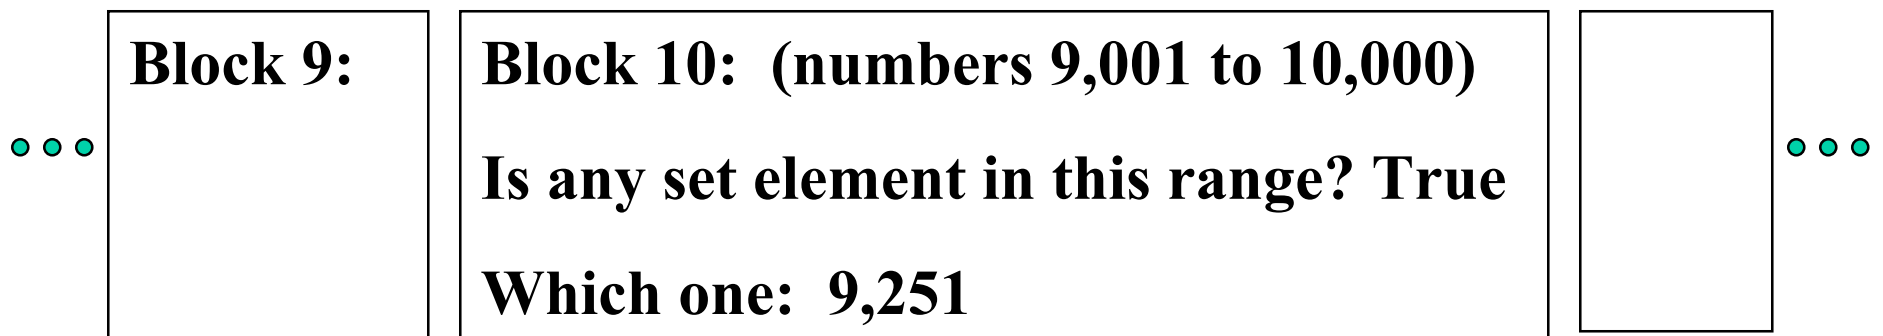 Block 9:
Block 10: (numbers 9,001 to 10,000)
Is any set element in this range? True
Which one: 9,251